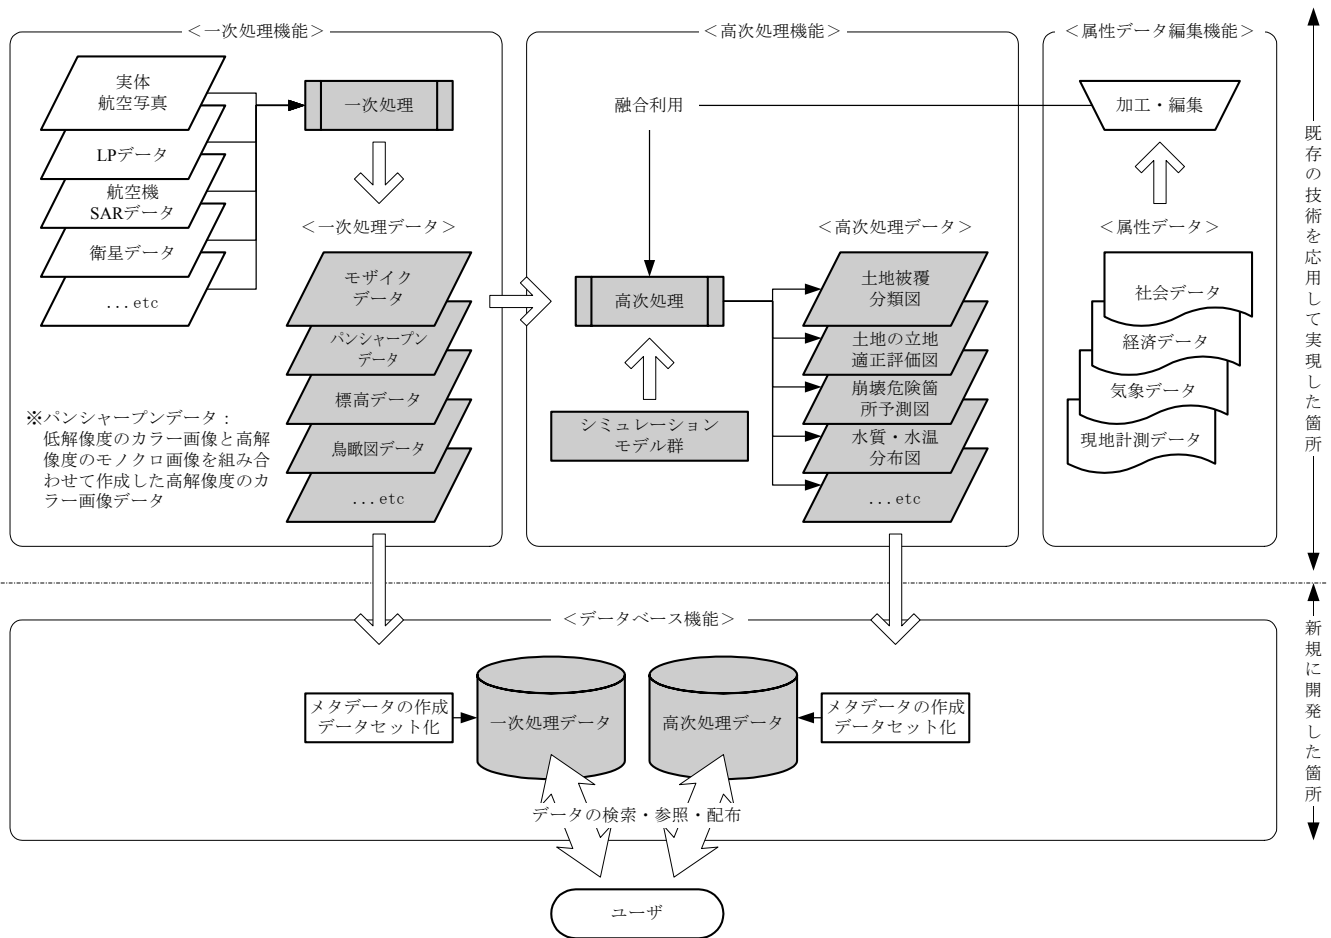 ＜一次処理機能＞
実体
航空写真
LPデータ
航空機
SARデータ
衛星データ
...etc
一次処理
＜一次処理データ＞
モザイク
データ
パンシャープン
データ
標高データ
鳥瞰図データ
...etc
※パンシャープンデータ：
低解像度のカラー画像と高解
像度のモノクロ画像を組み合
わせて作成した高解像度のカ
ラー画像データ
＜高次処理機能＞
融合利用
高次処理
シミュレーション
モデル群
＜高次処理データ＞
土地被覆
分類図
土地の立地
適正評価図
崩壊危険箇
所予測図
水質・水温
分布図
...etc
＜属性データ編集機能＞
加工・編集
＜属性データ＞
社会データ
経済データ
気象データ
現地計測データ
既存の技術を応用して実現した箇所
＜データベース機能＞
メタデータの作成
データセット化
一次処理データ
高次処理データ
メタデータの作成
データセット化
データの検索・参照・配布
ユーザ
新規に開発した箇所